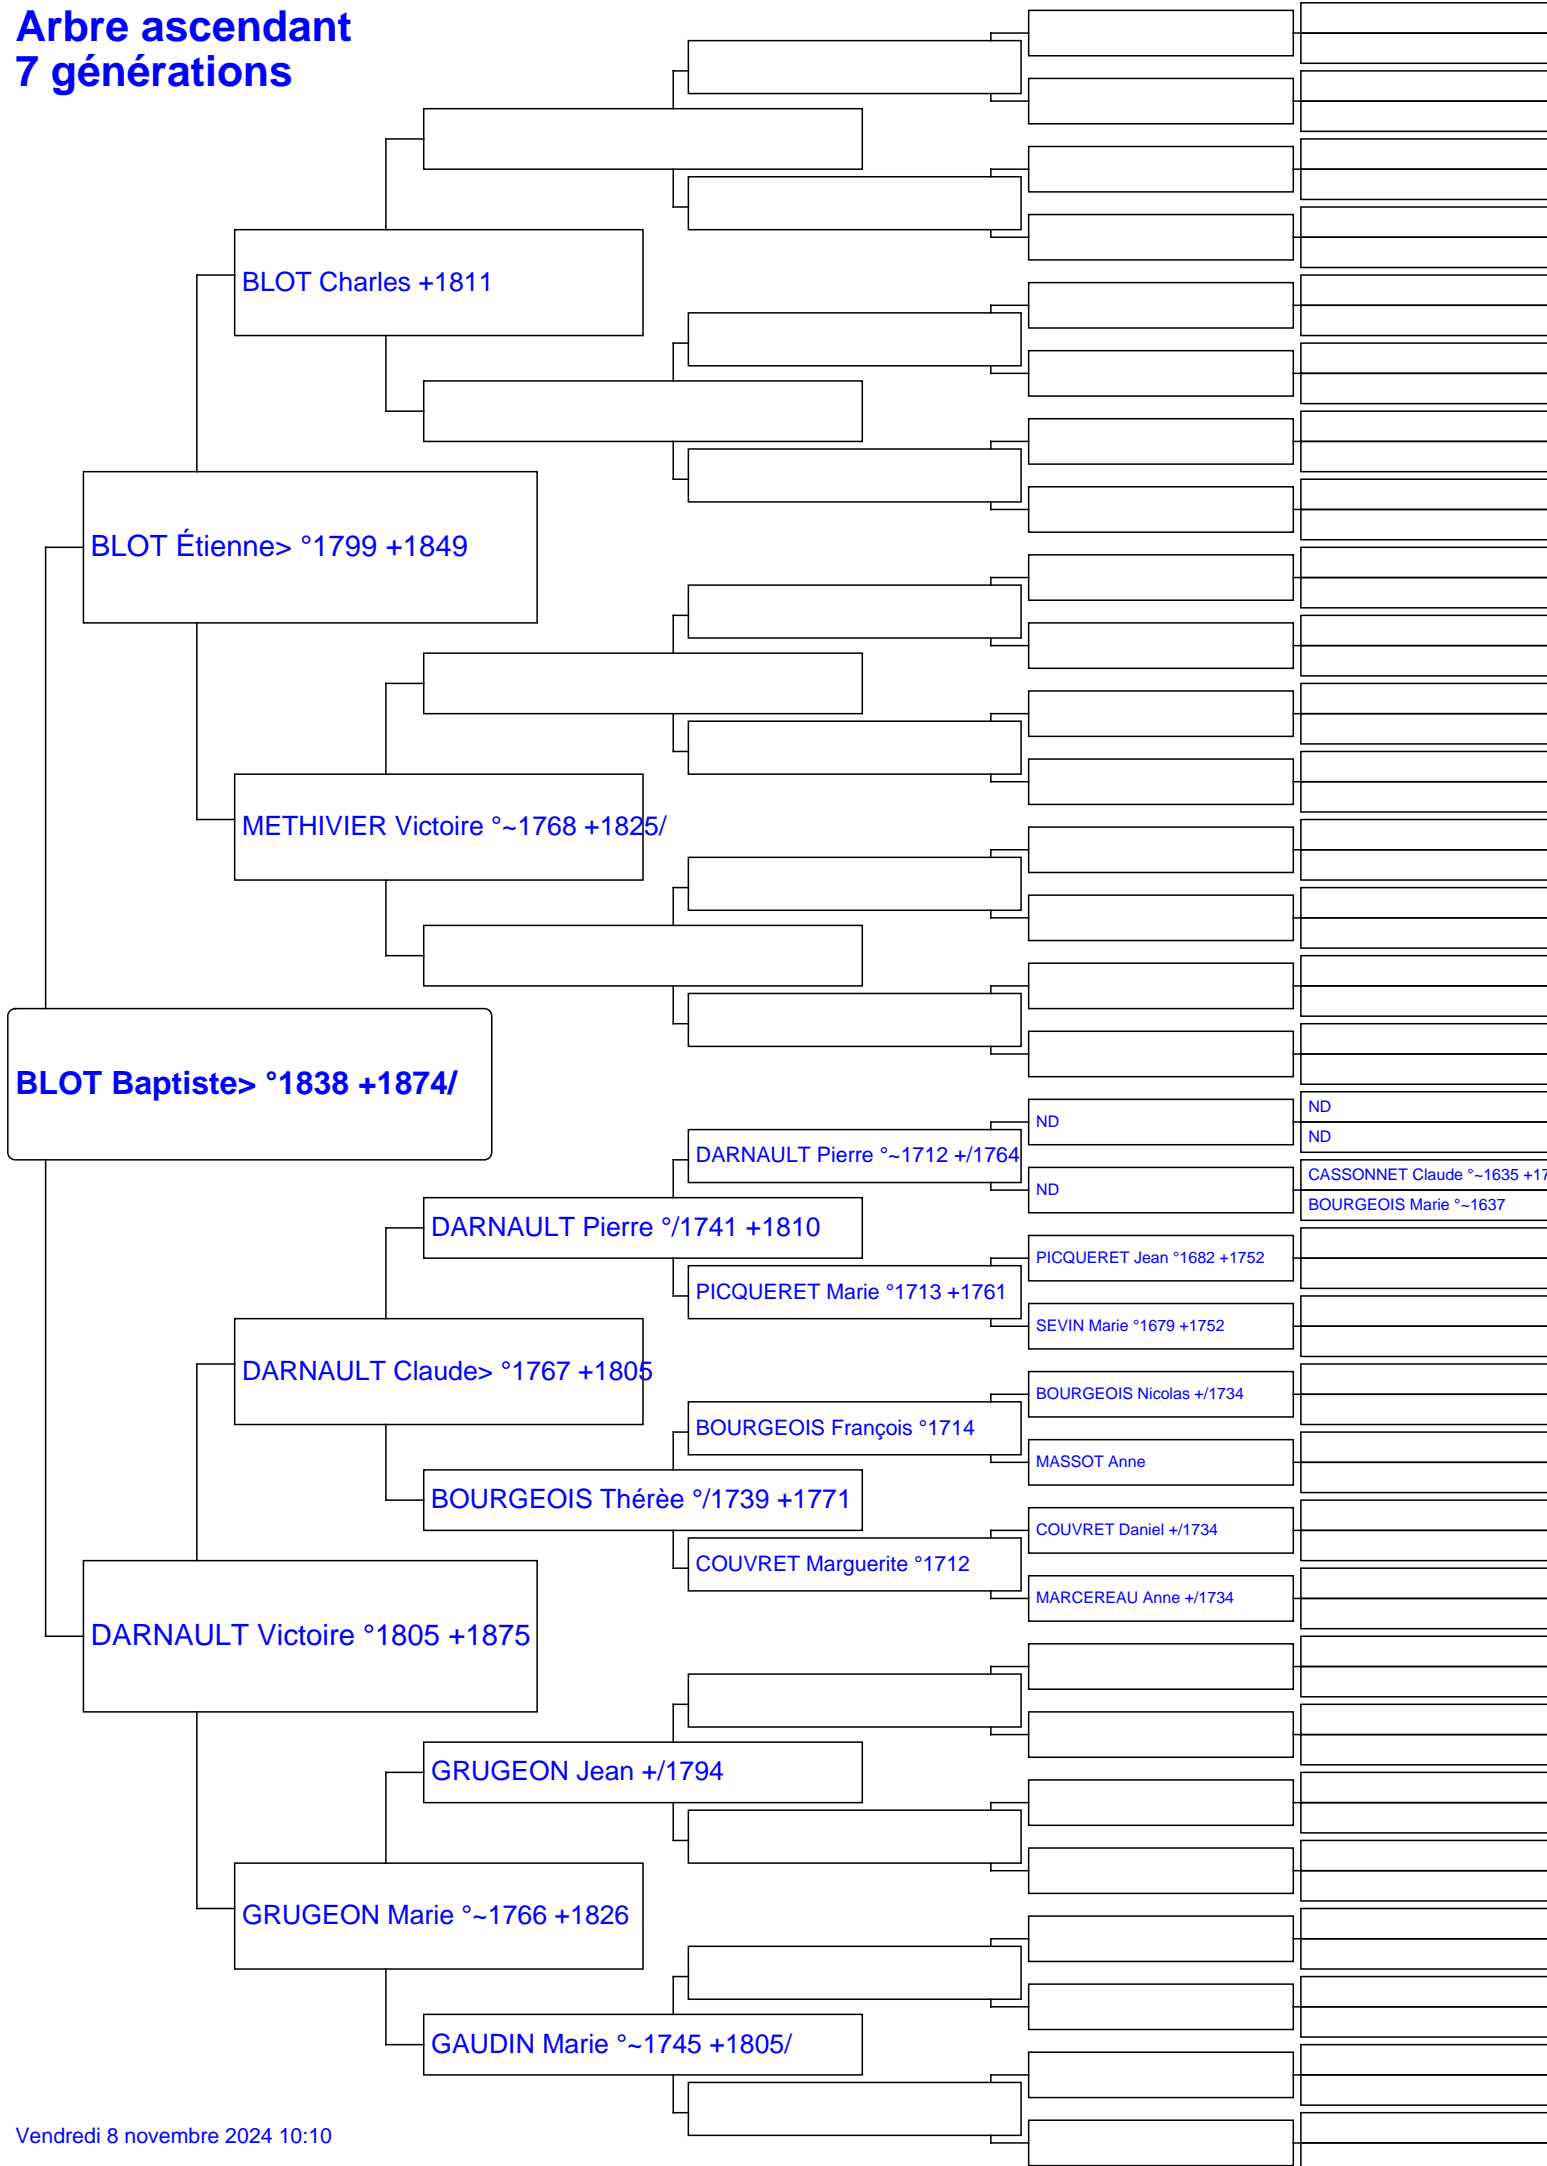 Arbre ascendant
7 générations
BLOT Charles +1811
BLOT Étienne> °1799 +1849
METHIVIER Victoire °~1768 +1825/
BLOT Baptiste> °1838 +1874/
ND
ND
DARNAULT Pierre °~1712 +/1764
ND
CASSONNET Claude °~1635 +17
BOURGEOIS Marie °~1637
DARNAULT Pierre °/1741 +1810
PICQUERET Jean °1682 +1752
PICQUERET Marie °1713 +1761
SEVIN Marie °1679 +1752
DARNAULT Claude> °1767 +1805
BOURGEOIS Nicolas +/1734
BOURGEOIS François °1714
MASSOT Anne
BOURGEOIS Thérèe °/1739 +1771
COUVRET Daniel +/1734
COUVRET Marguerite °1712
MARCEREAU Anne +/1734
DARNAULT Victoire °1805 +1875
GRUGEON Jean +/1794
GRUGEON Marie °~1766 +1826
GAUDIN Marie °~1745 +1805/
ND
Vendredi 8 novembre 2024 10:10